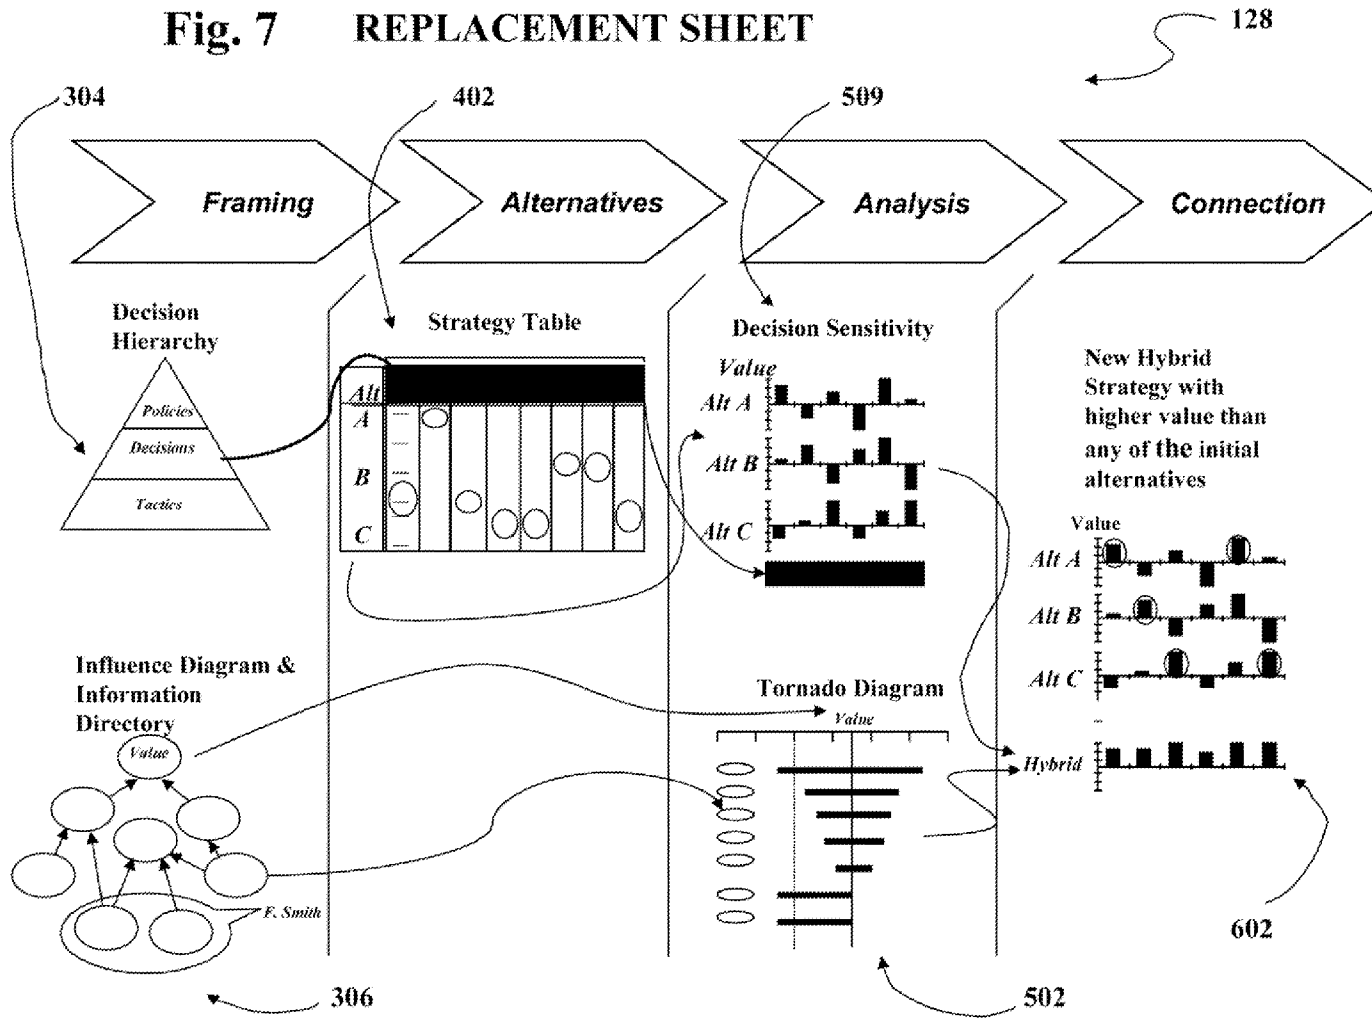 Fig. 7 REPLACEMENT SHEET
128
304
402
509
Framing
Alternatives
Analysis
Connection
Decision
Hierarchy
Policies
Decisions
Tactics
Strategy Table
Alt
A
B
C
Decision Sensitivity
Value
Alt A
Alt B
Alt C
New Hybrid
Strategy with
higher value than
any of the initial
alternatives
Value
Alt A
Alt B
Alt C
Hybrid
Influence Diagram &
Information
Directory
Value
F. Smith
Tornado Diagram
Value
306
502
602